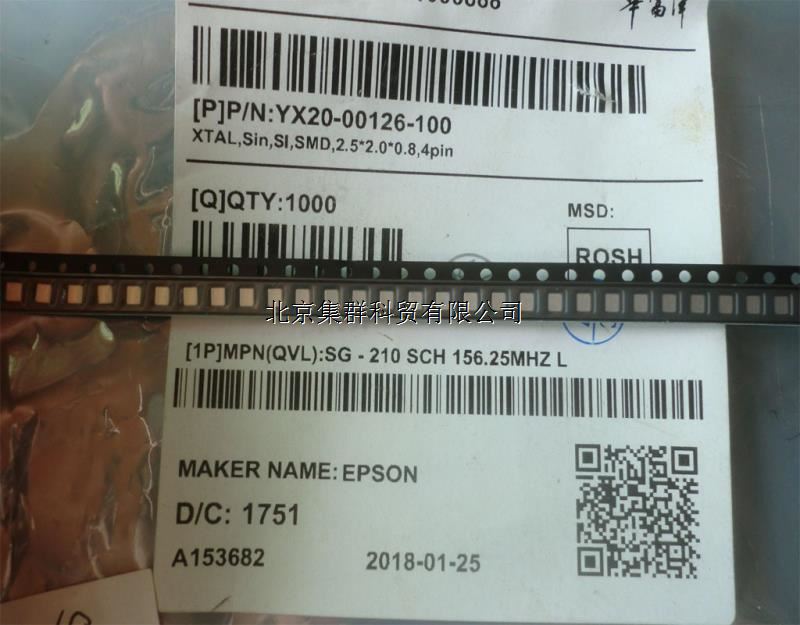 [P]P/N:YX20-00126-100
XTAL,Sin,SI,SMD,2.5*2.0*0.8,4pin
[Q]QTY:1000
MSD:
ROSH
北京集群科贸有限公司
[1P]MPN(QVL):SG - 210 SCH 156.25MHZ L
MAKER NAME: EPSON
D/C: 1751
A153682
2018-01-25